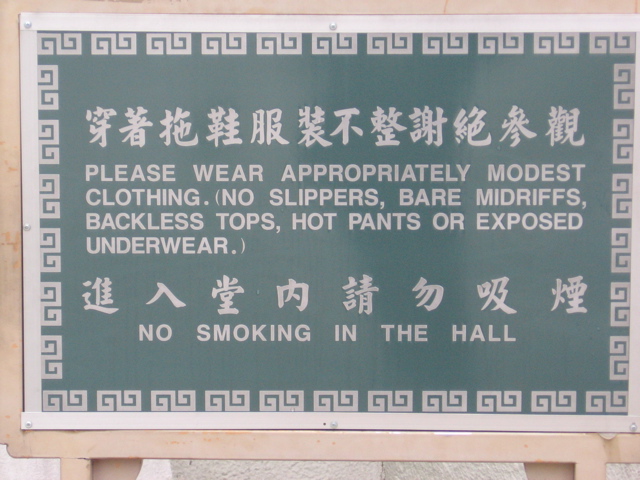 穿著拖鞋服裝不整謝絕參觀
PLEASE WEAR APPROPRIATELY MODEST
CLOTHING.(NO SLIPPERS, BARE MIDRIFFS,
BACKLESS TOPS, HOT PANTS OR EXPOSED
UNDERWEAR.)
進入堂內請勿吸煙
NO SMOKING IN THE HALL